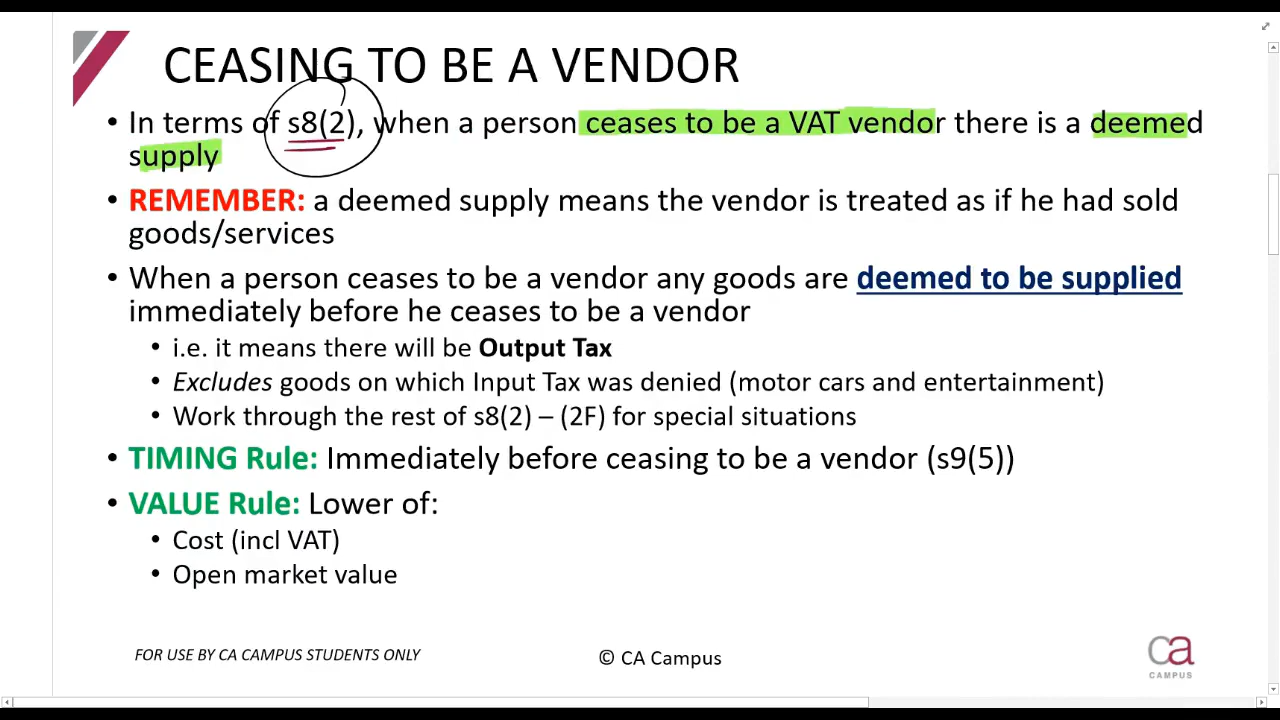 CEASING TO BE A VENDOR
• In terms of s8(2), when a person ceases to be a VAT vendor there is a deemed
supply
• REMEMBER: a deemed supply means the vendor is treated as if he had sold
goods/services
• When a person ceases to be a vendor any goods are deemed to be supplied
immediately before he ceases to be a vendor
• i.e. it means there will be Output Tax
• Excludes goods on which Input Tax was denied (motor cars and entertainment)
• Work through the rest of s8(2) – (2F) for special situations
• TIMING Rule: Immediately before ceasing to be a vendor (s9(5))
• VALUE Rule: Lower of:
• Cost (incl VAT)
• Open market value
FOR USE BY CA CAMPUS STUDENTS ONLY
© CA Campus
ca
CAMPUS